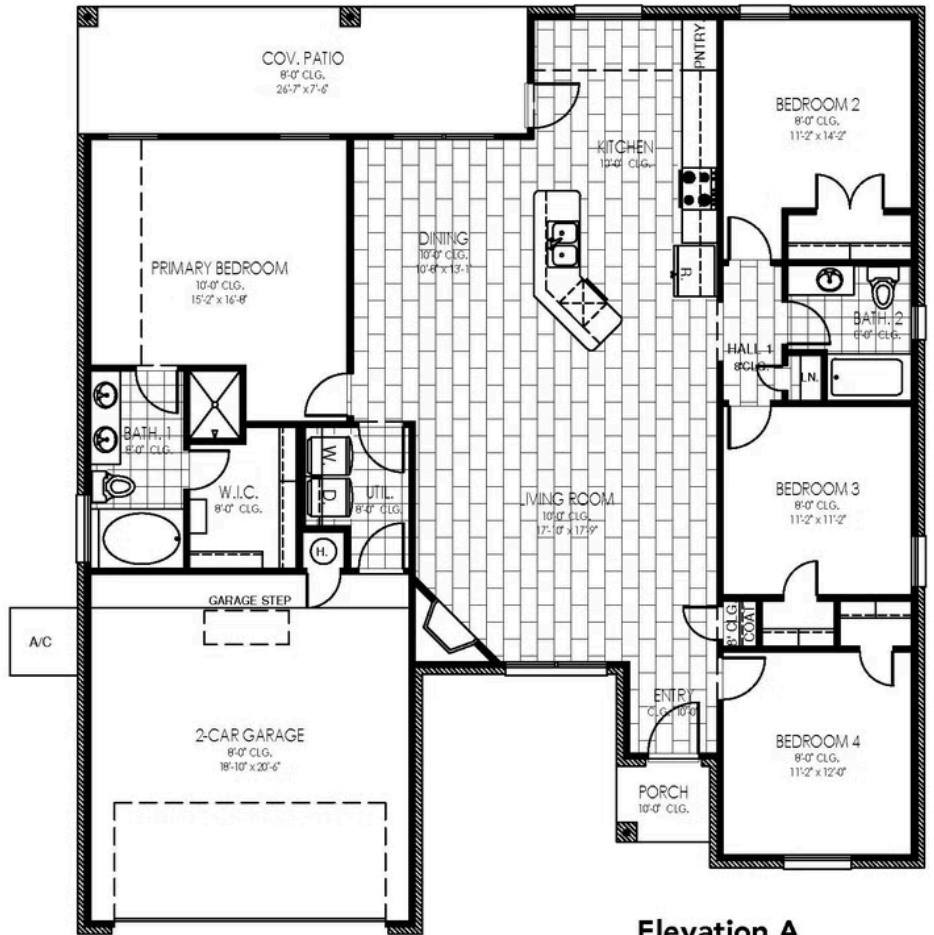 COV. PATIO
8'-0" CLG.
26'-7" x 7'-6"
PNTRY.
BEDROOM 2
8'-0" CLG.
11'-2" x 14'-2"
KITCHEN
10'-0" CLG.
DINING
10'-0" CLG.
10'-8" x 13'-1"
PRIMARY BEDROOM
10'-0" CLG.
15'-2" x 16'-8"
R.
BATH. 2
8'-0" CLG.
HALL 1
8'CLG.
LN.
BATH. 1
8'-0" CLG.
W.
D.
UTIL.
8'-0" CLG.
W.I.C.
8'-0" CLG.
H.
LIVING ROOM
10'-0" CLG.
17'-10" x 17'-9"
BEDROOM 3
8'-0" CLG.
11'-2" x 11'-2"
GARAGE STEP
A/C
8' CLG
COAT
ENTRY
CLG. 10'-0"
2-CAR GARAGE
8'-0" CLG.
18'-10" x 20'-6"
BEDROOM 4
8'-0" CLG.
11'-2" x 12'-0"
PORCH
10'-0" CLG.
Elevation A